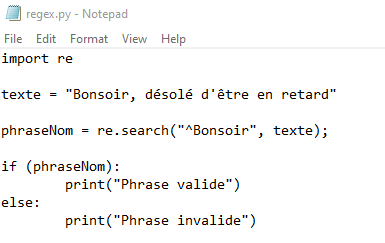 regex.py - Notepad
File Edit Format View Help
import re
texte = "Bonsoir, désolé d'être en retard"
phraseNom = re.search("^Bonsoir", texte);
if (phraseNom):
        print("Phrase valide")
else:
        print("Phrase invalide")